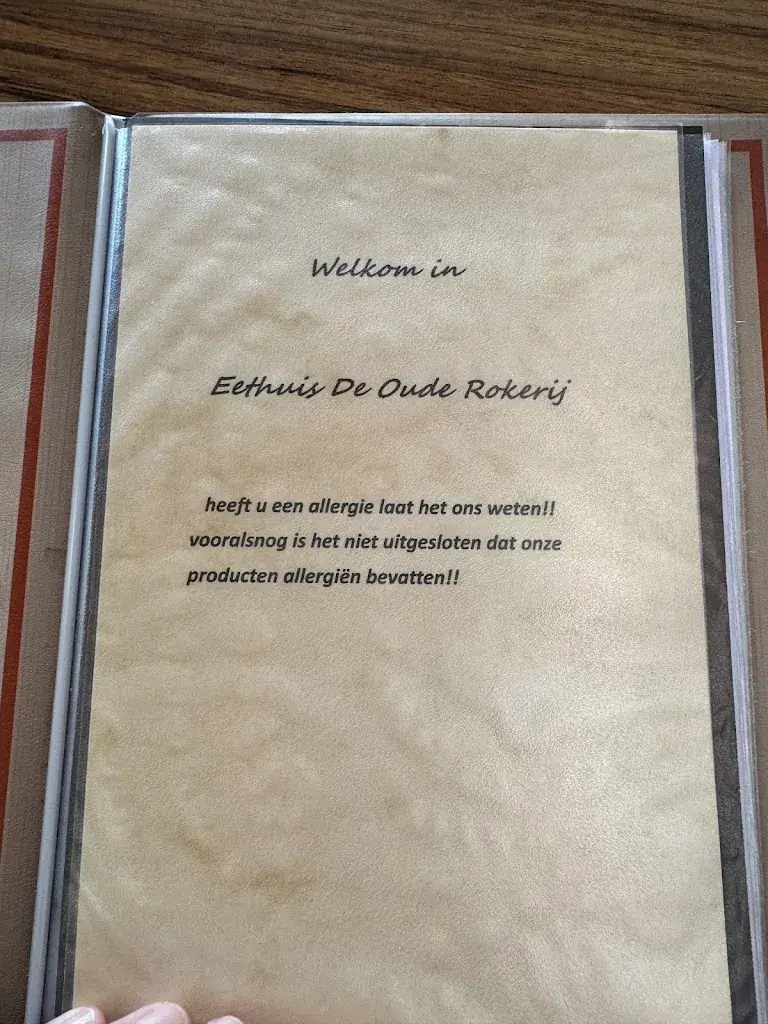 Welkom in
Eethuis De Oude Rokerij
heeft u een allergie laat het ons weten!!
vooralsnog is het niet uitgesloten dat onze
producten allergiën bevatten!!